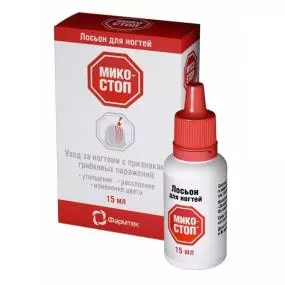 Лосьон для ногтей
МИКО-
СТОП
Уход за ногтями с признаками
грибковых поражений:
- утолщение - расслоение
- изменение цвета
15 мл
Фармтек
Лосьон
для ногтей
МИКО-
СТОП
15 мл